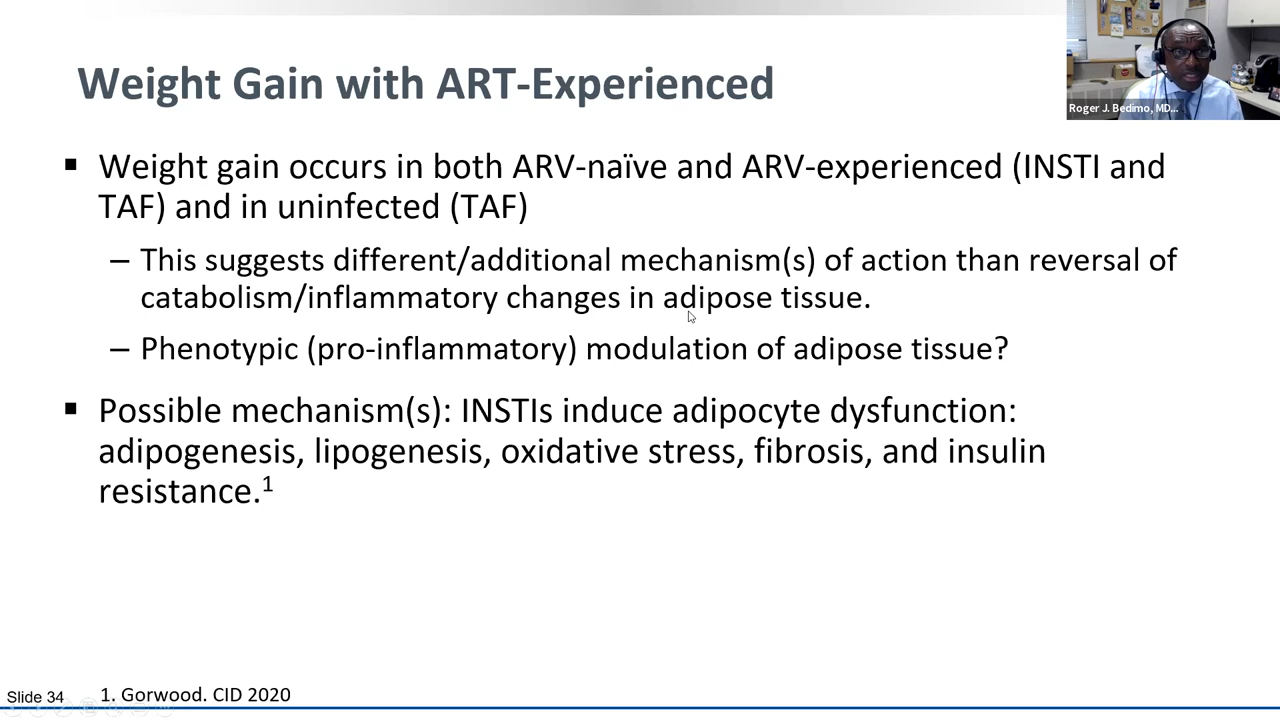 Weight Gain with ART-Experienced
Roger J. Bedimo, MD...
▪ Weight gain occurs in both ARV-naïve and ARV-experienced (INSTI and
TAF) and in uninfected (TAF)
– This suggests different/additional mechanism(s) of action than reversal of
catabolism/inflammatory changes in adipose tissue.
– Phenotypic (pro-inflammatory) modulation of adipose tissue?
▪ Possible mechanism(s): INSTIs induce adipocyte dysfunction:
adipogenesis, lipogenesis, oxidative stress, fibrosis, and insulin
resistance.¹
Slide 34
1. Gorwood. CID 2020